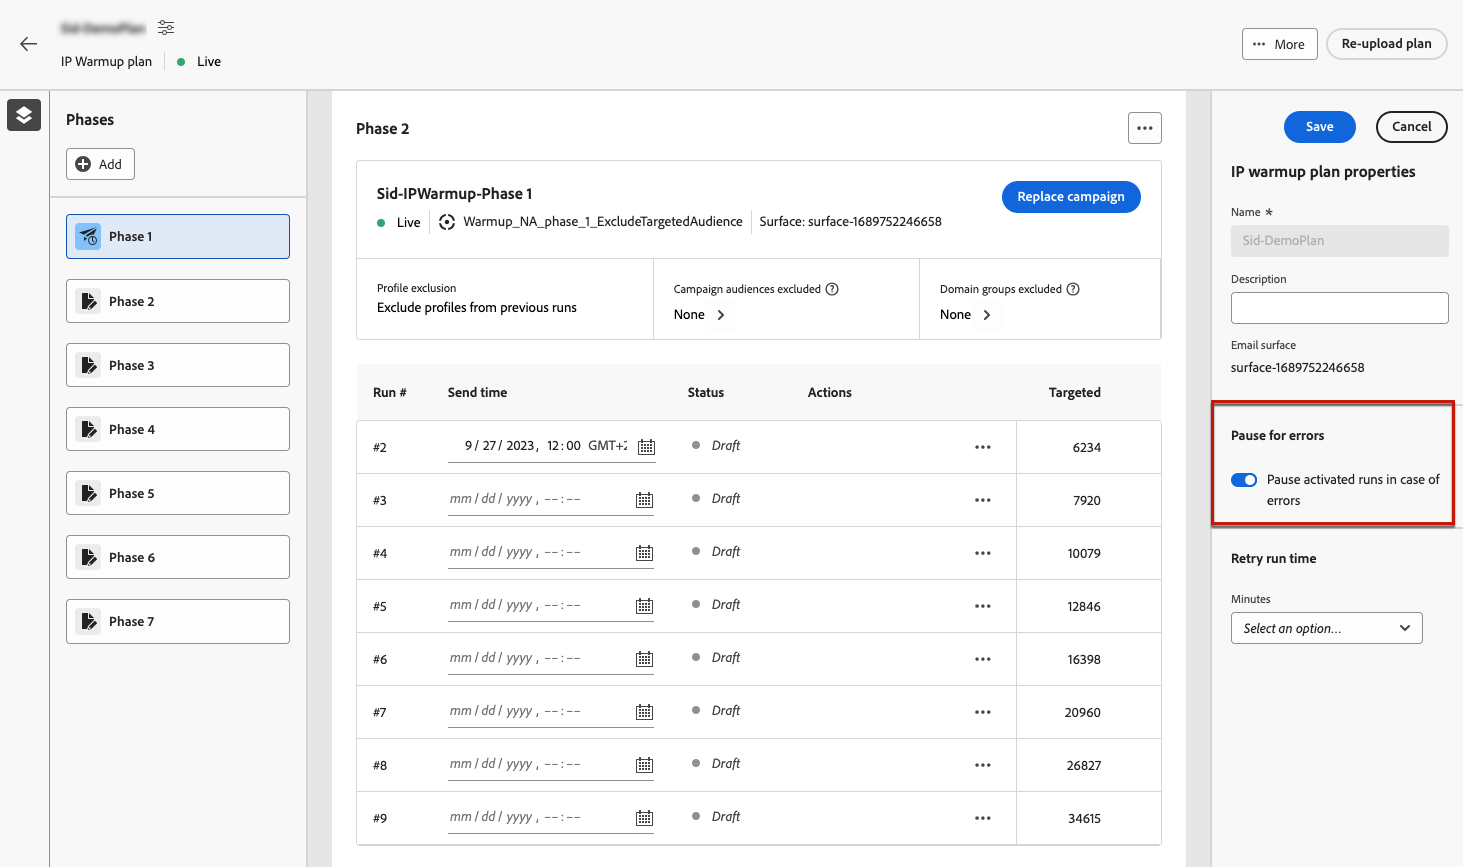 IP Warmup plan
Live
More
Re-upload plan
Phases
Add
Phase 1
Phase 2
Phase 3
Phase 4
Phase 5
Phase 6
Phase 7
Phase 2
Sid-IPWarmup-Phase 1
Live
Warmup_NA_phase_1_ExcludeTargetedAudience
Surface: surface-1689752246658
Replace campaign
Profile exclusion
Exclude profiles from previous runs
Campaign audiences excluded
None
Domain groups excluded
None
Run # Send time Status Actions Targeted
#2 9/ 27/ 2023, 12:00 GMT+2 Draft 6234
#3 mm/dd/yyyy, --:-- Draft 7920
#4 mm/dd/yyyy, --:-- Draft 10079
#5 mm/dd/yyyy, --:-- Draft 12846
#6 mm/dd/yyyy, --:-- Draft 16398
#7 mm/dd/yyyy, --:-- Draft 20960
#8 mm/dd/yyyy, --:-- Draft 26827
#9 mm/dd/yyyy, --:-- Draft 34615
Save
Cancel
IP warmup plan properties
Name *
Sid-DemoPlan
Description
Email surface
surface-1689752246658
Pause for errors
Pause activated runs in case of
errors
Retry run time
Minutes
Select an option...